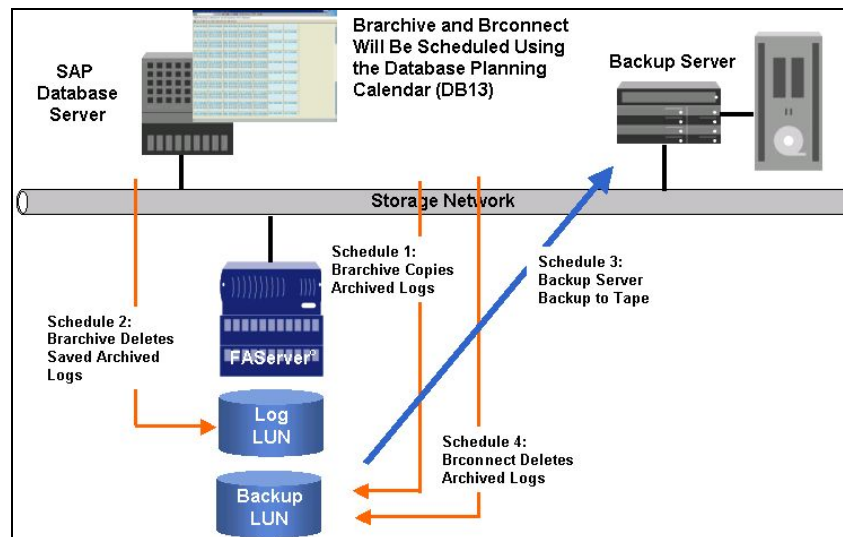 Brarchive and Brconnect
Will Be Scheduled Using
the Database Planning
Calendar (DB13)
SAP
Database
Server
Backup Server
Storage Network
Schedule 1:
Brarchive Copies
Archived Logs
Schedule 3:
Backup Server
Backup to Tape
Schedule 2:
Brarchive Deletes
Saved Archived
Logs
FAServer
Log
LUN
Schedule 4:
Brconnect Deletes
Archived Logs
Backup
LUN